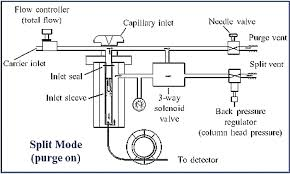 Flow controller
(total flow)
Capillary inlet
Needle valve
Purge vent
Carrier inlet
Split vent
Inlet seal
Inlet sleeve
3-way
solenoid
valve
Back pressure
regulator
(column head pressure)
Split Mode
(purge on)
To detector